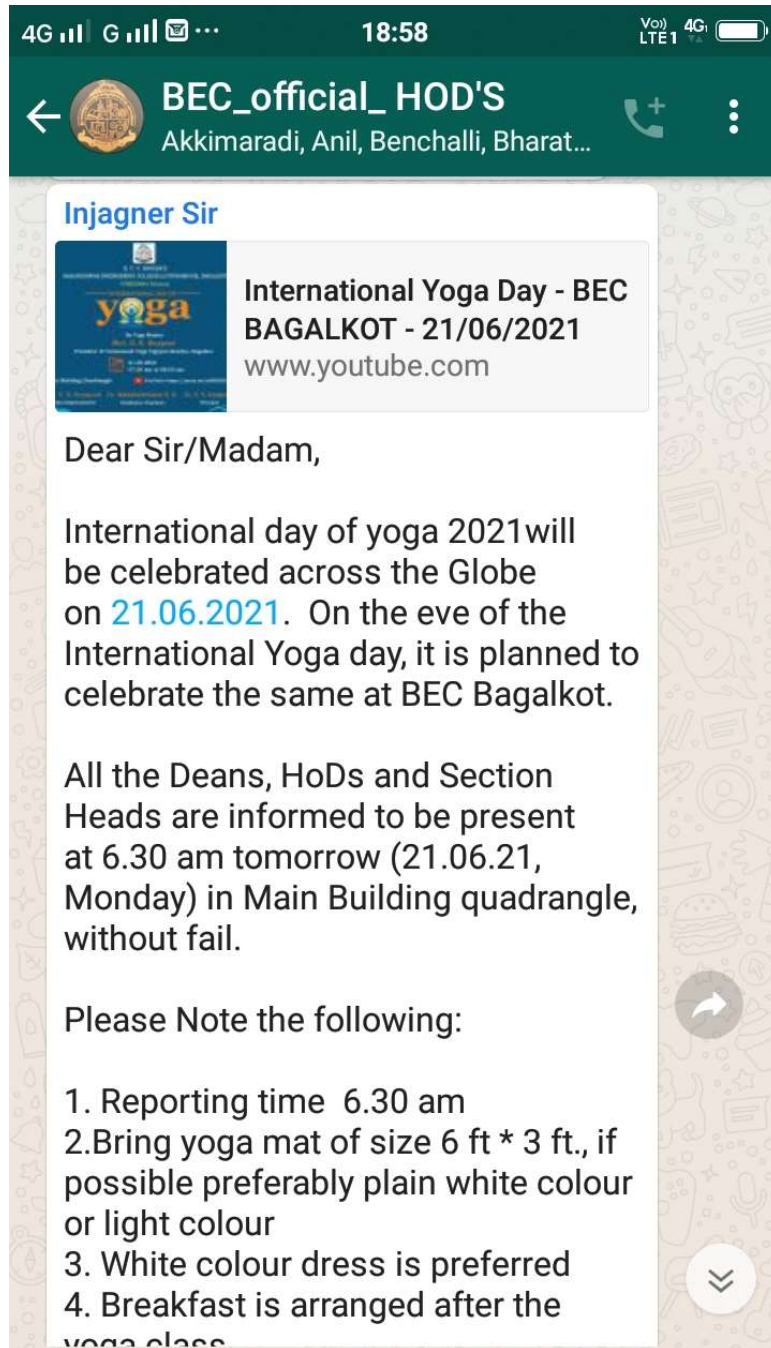 4G G ... 18:58 Vo)) LTE1 4G
BEC_official_ HOD'S
Akkimaradi, Anil, Benchalli, Bharat...
Injagner Sir
yoga
International Yoga Day - BEC
BAGALKOT - 21/06/2021
www.youtube.com
Dear Sir/Madam,
International day of yoga 2021will
be celebrated across the Globe
on 21.06.2021.  On the eve of the
International Yoga day, it is planned to
celebrate the same at BEC Bagalkot.
All the Deans, HoDs and Section
Heads are informed to be present
at 6.30 am tomorrow (21.06.21,
Monday) in Main Building quadrangle,
without fail.
Please Note the following:
1. Reporting time  6.30 am
2.Bring yoga mat of size 6 ft * 3 ft., if
possible preferably plain white colour
or light colour
3. White colour dress is preferred
4. Breakfast is arranged after the
yoga class